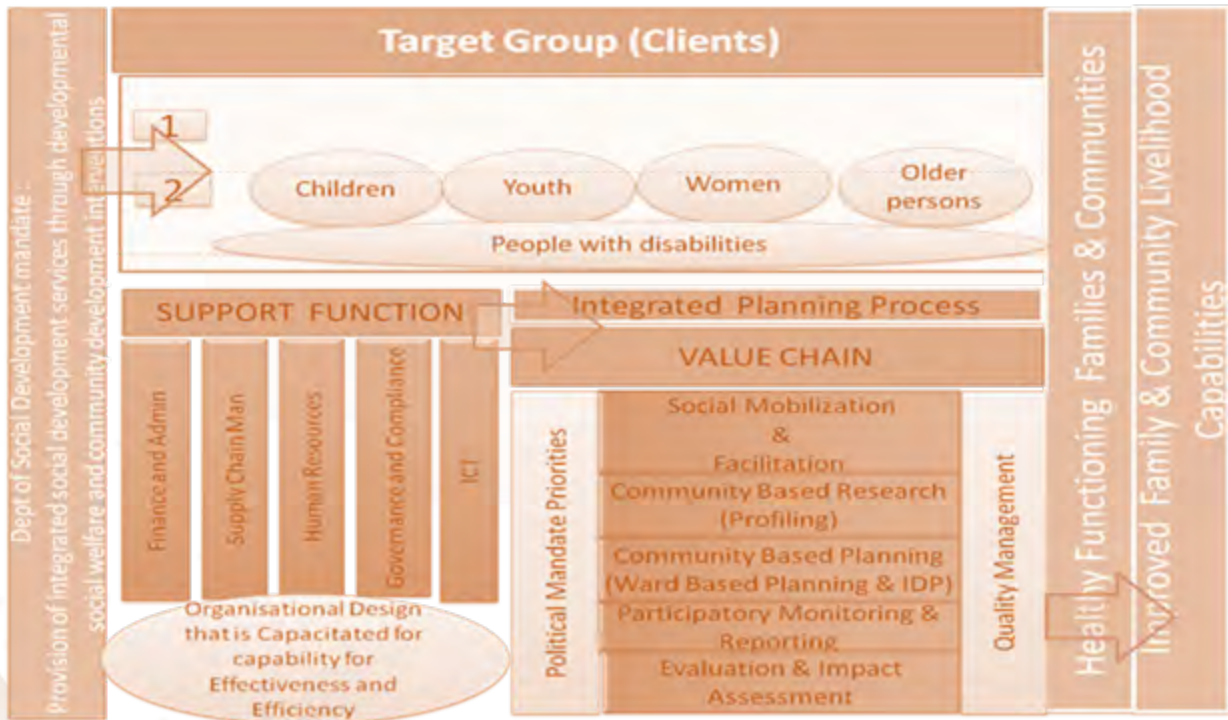 Dept of Social Development mandate :
Provision of integrated social development services through developmental
social welfare and community development interventions
Target Group (Clients)
1
2
Children
Youth
Women
Older
persons
People with disabilities
SUPPORT FUNCTION
Finance and Admin
Supply Chain Man
Human Resources
Governance and Compliance
ICT
Organisational Design
that is Capacitated for
capability for
Effectiveness and
Efficiency
Integrated Planning Process
VALUE CHAIN
Political Mandate Priorities
Social Mobilization
&
Facilitation
Community Based Research
(Profiling)
Community Based Planning
(Ward Based Planning & IDP)
Participatory Monitoring &
Reporting
Evaluation & Impact
Assessment
Quality Management
Healthy Functioning Families & Communities
Improved Family & Community Livelihood
Capabilities